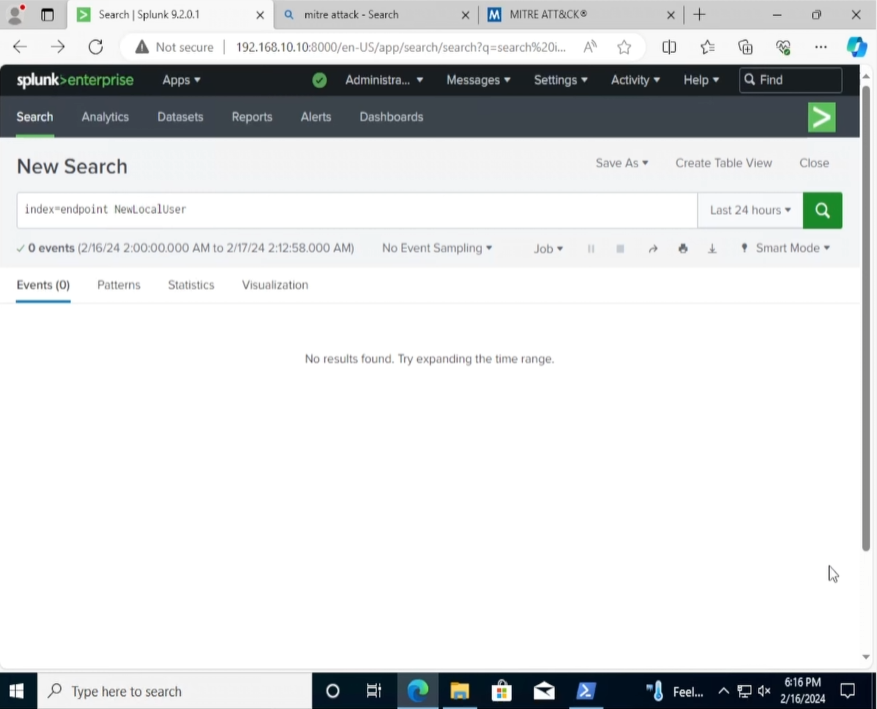 Search | Splunk 9.2.0.1
mitre attack - Search
MITRE ATT&CK®
Not secure
192.168.10.10:8000/en-US/app/search/search?q=search%20i...
splunk>enterprise Apps Administra... Messages Settings Activity Help Find
Search Analytics Datasets Reports Alerts Dashboards
New Search Save As Create Table View Close
index=endpoint NewLocalUser Last 24 hours
0 events (2/16/24 2:00:00.000 AM to 2/17/24 2:12:58.000 AM) No Event Sampling Job Smart Mode
Events (0) Patterns Statistics Visualization
No results found. Try expanding the time range.
Type here to search
Feel...
6:16 PM
2/16/2024